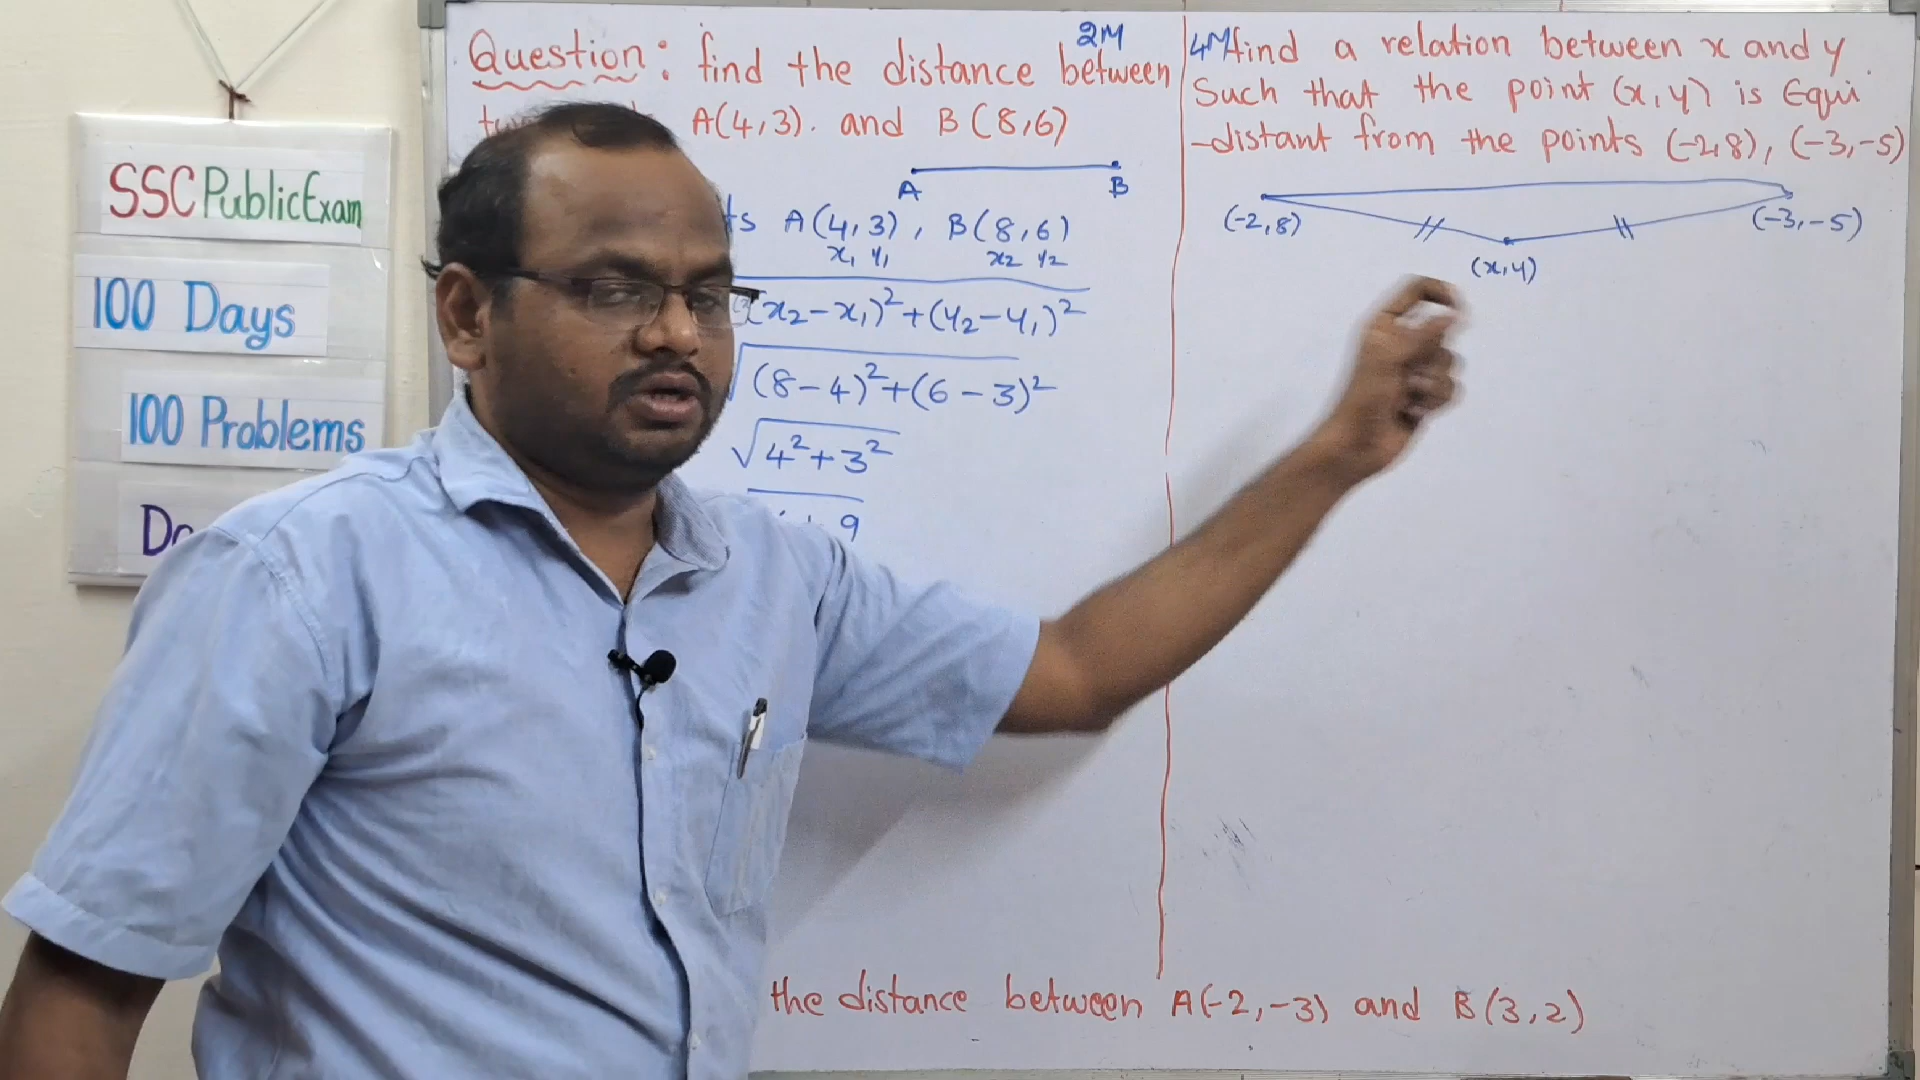 SSC Public Exam
100 Days
100 Problems
2M
Question: find the distance between
A(4,3). and B(8,6)
A B
ts A(4,3), B(8,6)
x₁ y₁ x₂ y₂
(x₂-x₁)²+(y₂-y₁)²
√(8-4)²+(6-3)²
√4²+3²
9
4M find a relation between x and y
Such that the point (x,y) is Equi
-distant from the points (-2,8), (-3,-5)
(-2,8) (-3,-5)
(x,y)
the distance between A(-2,-3) and B(3,2)